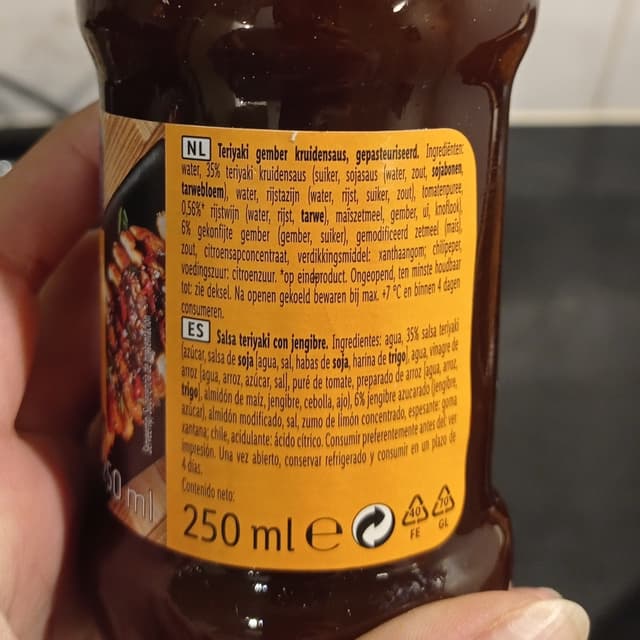 NL Teriyaki gember kruidensaus, gepasteuriseerd. Ingrediënten:
water, 35% teriyaki kruidensaus (suiker, sojasaus (water, zout, sojabonen,
tarwebloem), water, rijstazijn (water, rijst, suiker, zout), tomatenpuree,
0,56%* rijstwijn (water, rijst, tarwe), maïszetmeel, gember, ui, knoflook),
6% gekonfijte gember (gember, suiker), gemodificeerd zetmeel (maïs),
zout, citroensapconcentraat, verdikkingsmiddel: xanthaangom; chilipeper,
voedingszuur: citroenzuur. *op eindproduct. Ongeopend, ten minste houdbaar
tot: zie deksel. Na openen gekoeld bewaren bij max. +7 °C en binnen 4 dagen
consumeren.
ES Salsa teriyaki con jengibre. Ingredientes: agua, 35% salsa teriyaki
(azúcar, salsa de soja (agua, sal, habas de soja, harina de trigo), agua, vinagre de
arroz (agua, arroz, azúcar, sal), puré de tomate, preparado de arroz (agua, arroz,
trigo), almidón de maíz, jengibre, cebolla, ajo), 6% jengibre azucarado (jengibre,
azúcar), almidón modificado, sal, zumo de limón concentrado, espesante: goma
xantana; chile, acidulante: ácido cítrico. Consumir preferentemente antes del: ver
impresión. Una vez abierto, conservar refrigerado y consumir en un plazo de
4 días.
Contenido neto:
250 ml e
40
FE
70
GL
50 ml